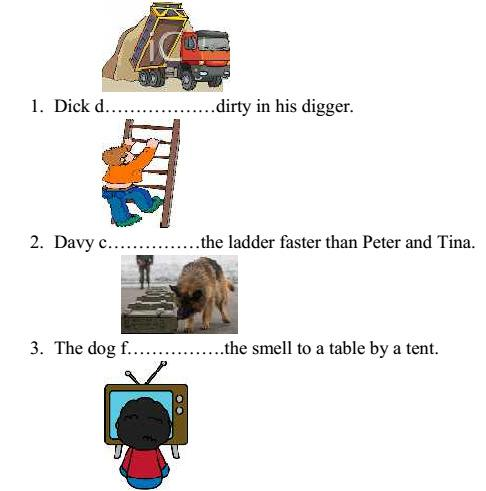 1. Dick d………………dirty in his digger.
2. Davy c……………the ladder faster than Peter and Tina.
3. The dog f…………….the smell to a table by a tent.